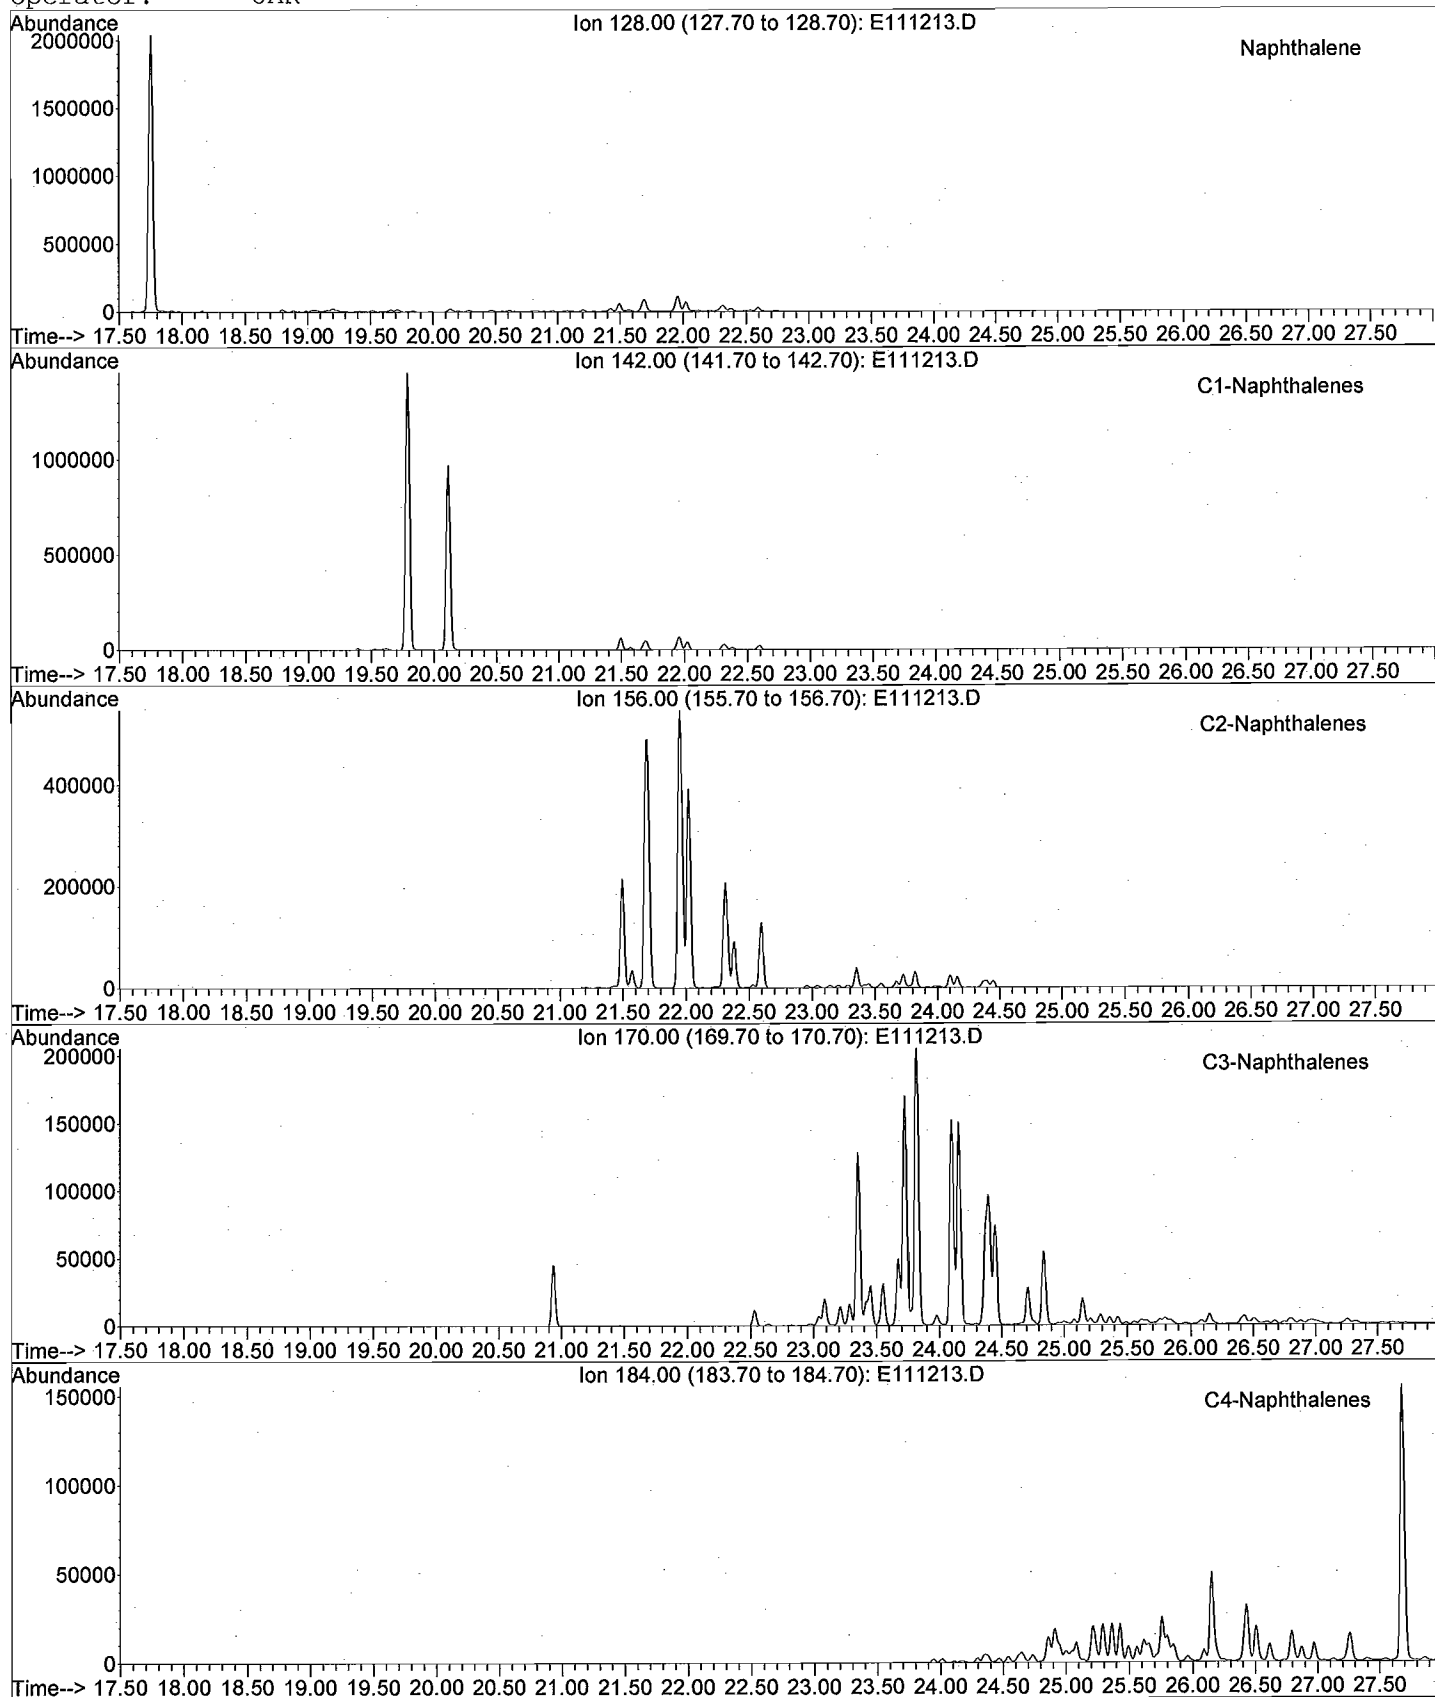 Abundance Ion 128.00 (127.70 to 128.70): E111213.D
2000000 Naphthalene
1500000
1000000
500000
0
Time--> 17.50 18.00 18.50 19.00 19.50 20.00 20.50 21.00 21.50 22.00 22.50 23.00 23.50 24.00 24.50 25.00 25.50 26.00 26.50 27.00 27.50
Abundance Ion 142.00 (141.70 to 142.70): E111213.D
C1-Naphthalenes
1000000
500000
0
Time--> 17.50 18.00 18.50 19.00 19.50 20.00 20.50 21.00 21.50 22.00 22.50 23.00 23.50 24.00 24.50 25.00 25.50 26.00 26.50 27.00 27.50
Abundance Ion 156.00 (155.70 to 156.70): E111213.D
C2-Naphthalenes
400000
200000
0
Time--> 17.50 18.00 18.50 19.00 19.50 20.00 20.50 21.00 21.50 22.00 22.50 23.00 23.50 24.00 24.50 25.00 25.50 26.00 26.50 27.00 27.50
Abundance Ion 170.00 (169.70 to 170.70): E111213.D
200000 C3-Naphthalenes
150000
100000
50000
0
Time--> 17.50 18.00 18.50 19.00 19.50 20.00 20.50 21.00 21.50 22.00 22.50 23.00 23.50 24.00 24.50 25.00 25.50 26.00 26.50 27.00 27.50
Abundance Ion 184.00 (183.70 to 184.70): E111213.D
150000 C4-Naphthalenes
100000
50000
0
Time--> 17.50 18.00 18.50 19.00 19.50 20.00 20.50 21.00 21.50 22.00 22.50 23.00 23.50 24.00 24.50 25.00 25.50 26.00 26.50 27.00 27.50